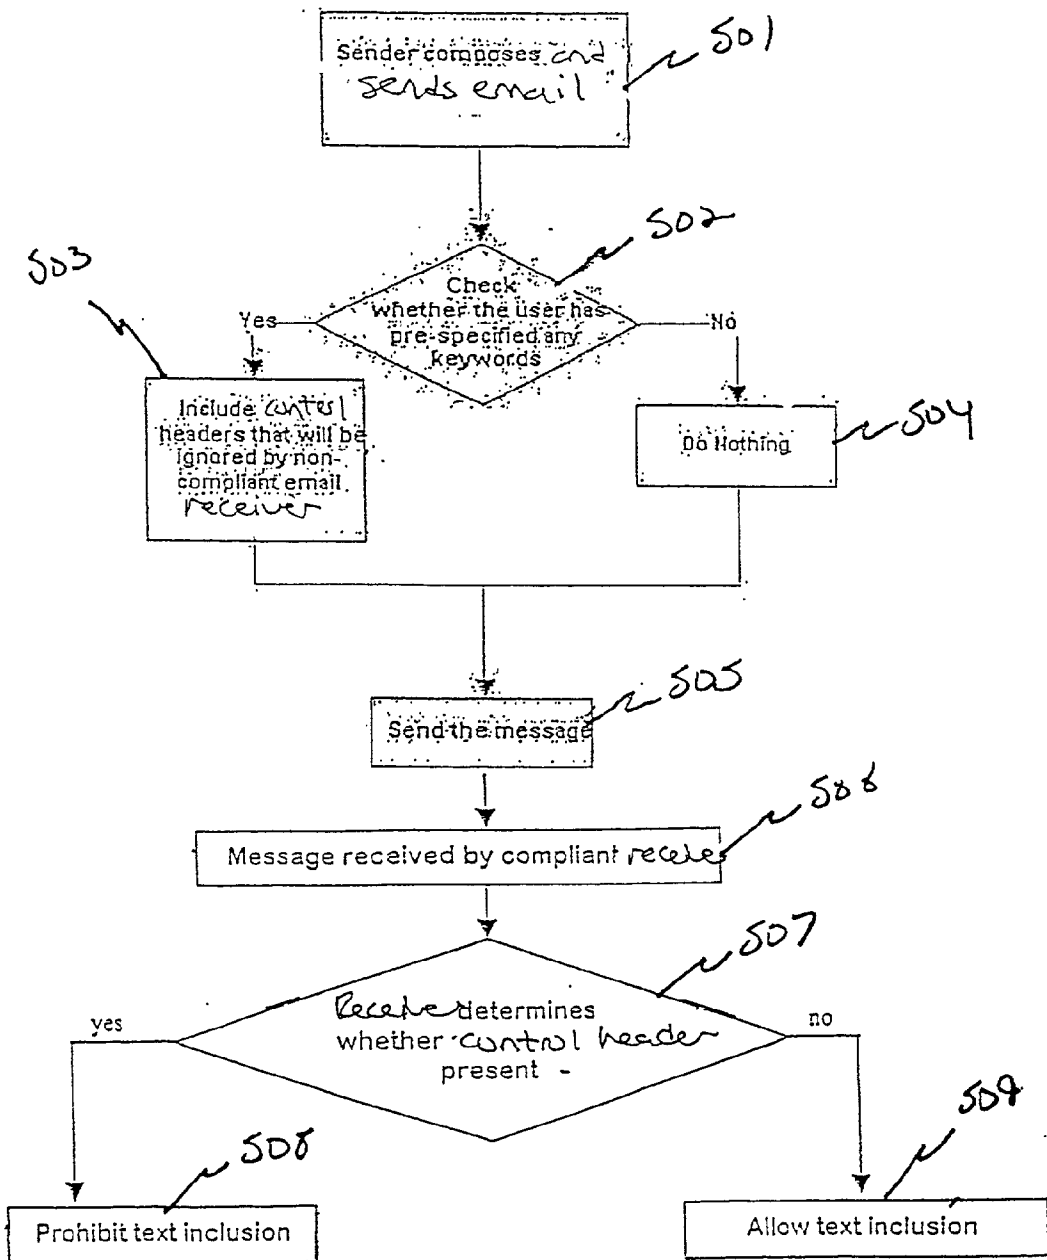 501
Sender composes and
sends email
502
503
Check
whether the user has
pre-specified any
keywords
Yes
No
Include control
headers that will be
ignored by non-
compliant email
receiver
504
Do Nothing
505
Send the message
506
Message received by compliant receiver
507
Receiver determines
whether control header
present
yes
no
508
509
Prohibit text inclusion
Allow text inclusion